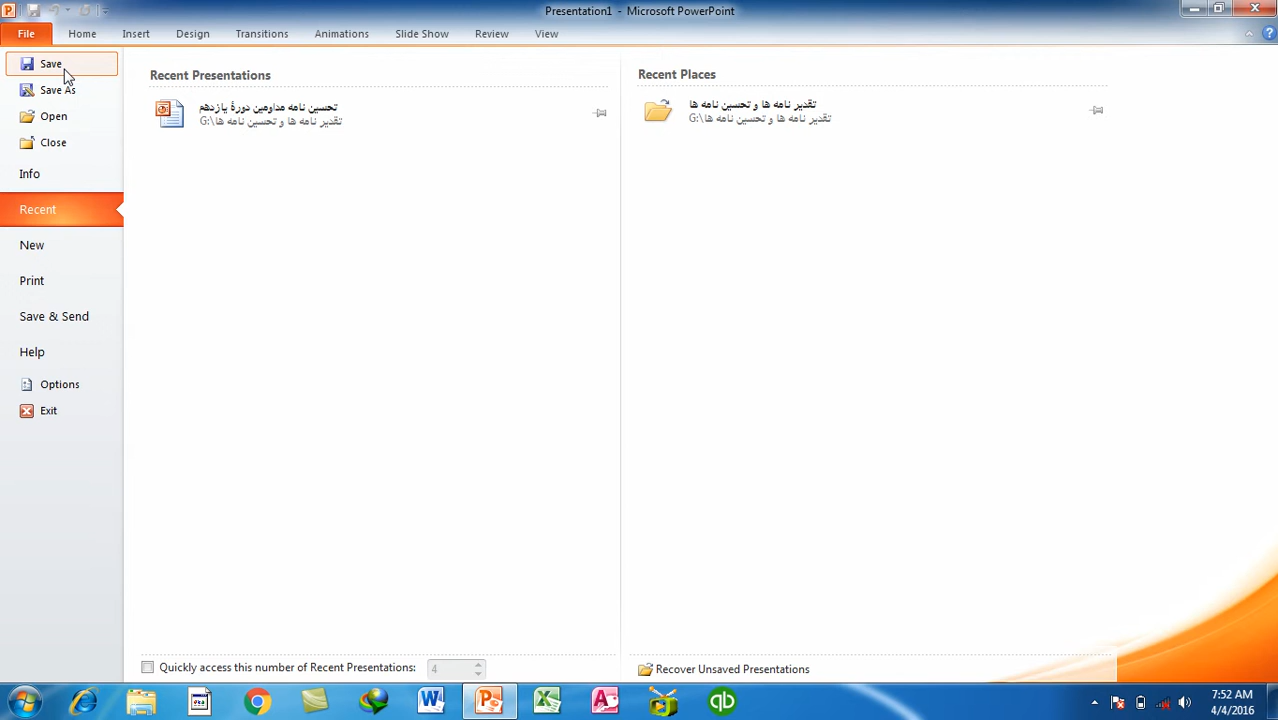 Presentation1 - Microsoft PowerPoint
File Home Insert Design Transitions Animations Slide Show Review View
Save
Save As
Open
Close
Info
Recent
New
Print
Save & Send
Help
Options
Exit
Recent Presentations
تحسین نامه مداومین دورۀ یازدهم
G:\تقدیر نامه ها و تحسین نامه ها
Recent Places
تقدیر نامه ها و تحسین نامه ها
G:\تقدیر نامه ها و تحسین نامه ها
Quickly access this number of Recent Presentations: 4
Recover Unsaved Presentations
7:52 AM
4/4/2016